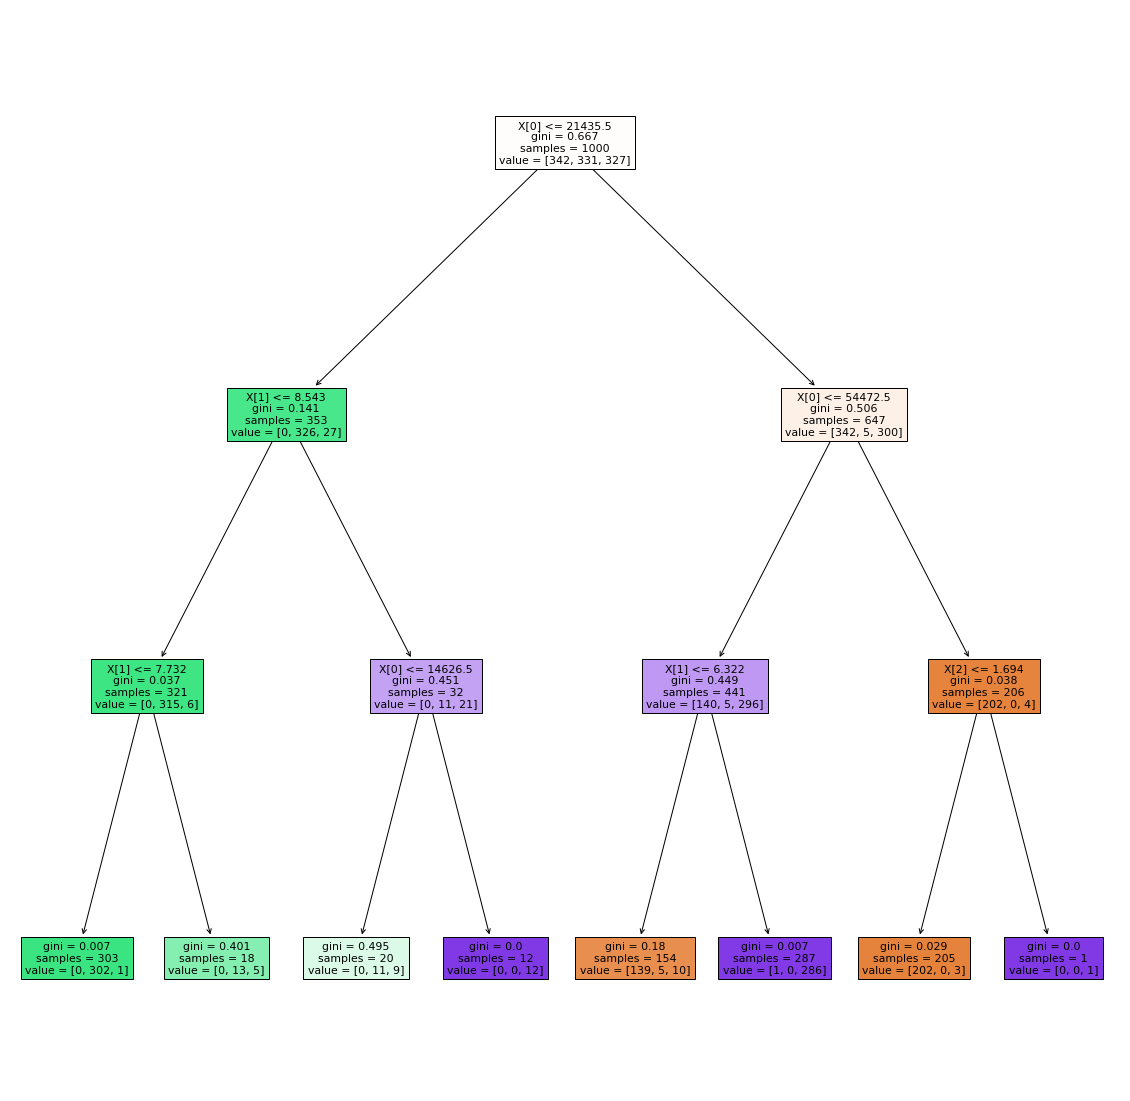 X[0] <= 21435.5
gini = 0.667
samples = 1000
value = [342, 331, 327]
X[1] <= 8.543
gini = 0.141
samples = 353
value = [0, 326, 27]
X[0] <= 54472.5
gini = 0.506
samples = 647
value = [342, 5, 300]
X[1] <= 7.732
gini = 0.037
samples = 321
value = [0, 315, 6]
X[0] <= 14626.5
gini = 0.451
samples = 32
value = [0, 11, 21]
X[1] <= 6.322
gini = 0.449
samples = 441
value = [140, 5, 296]
X[2] <= 1.694
gini = 0.038
samples = 206
value = [202, 0, 4]
gini = 0.007
samples = 303
value = [0, 302, 1]
gini = 0.401
samples = 18
value = [0, 13, 5]
gini = 0.495
samples = 20
value = [0, 11, 9]
gini = 0.0
samples = 12
value = [0, 0, 12]
gini = 0.18
samples = 154
value = [139, 5, 10]
gini = 0.007
samples = 287
value = [1, 0, 286]
gini = 0.029
samples = 205
value = [202, 0, 3]
gini = 0.0
samples = 1
value = [0, 0, 1]